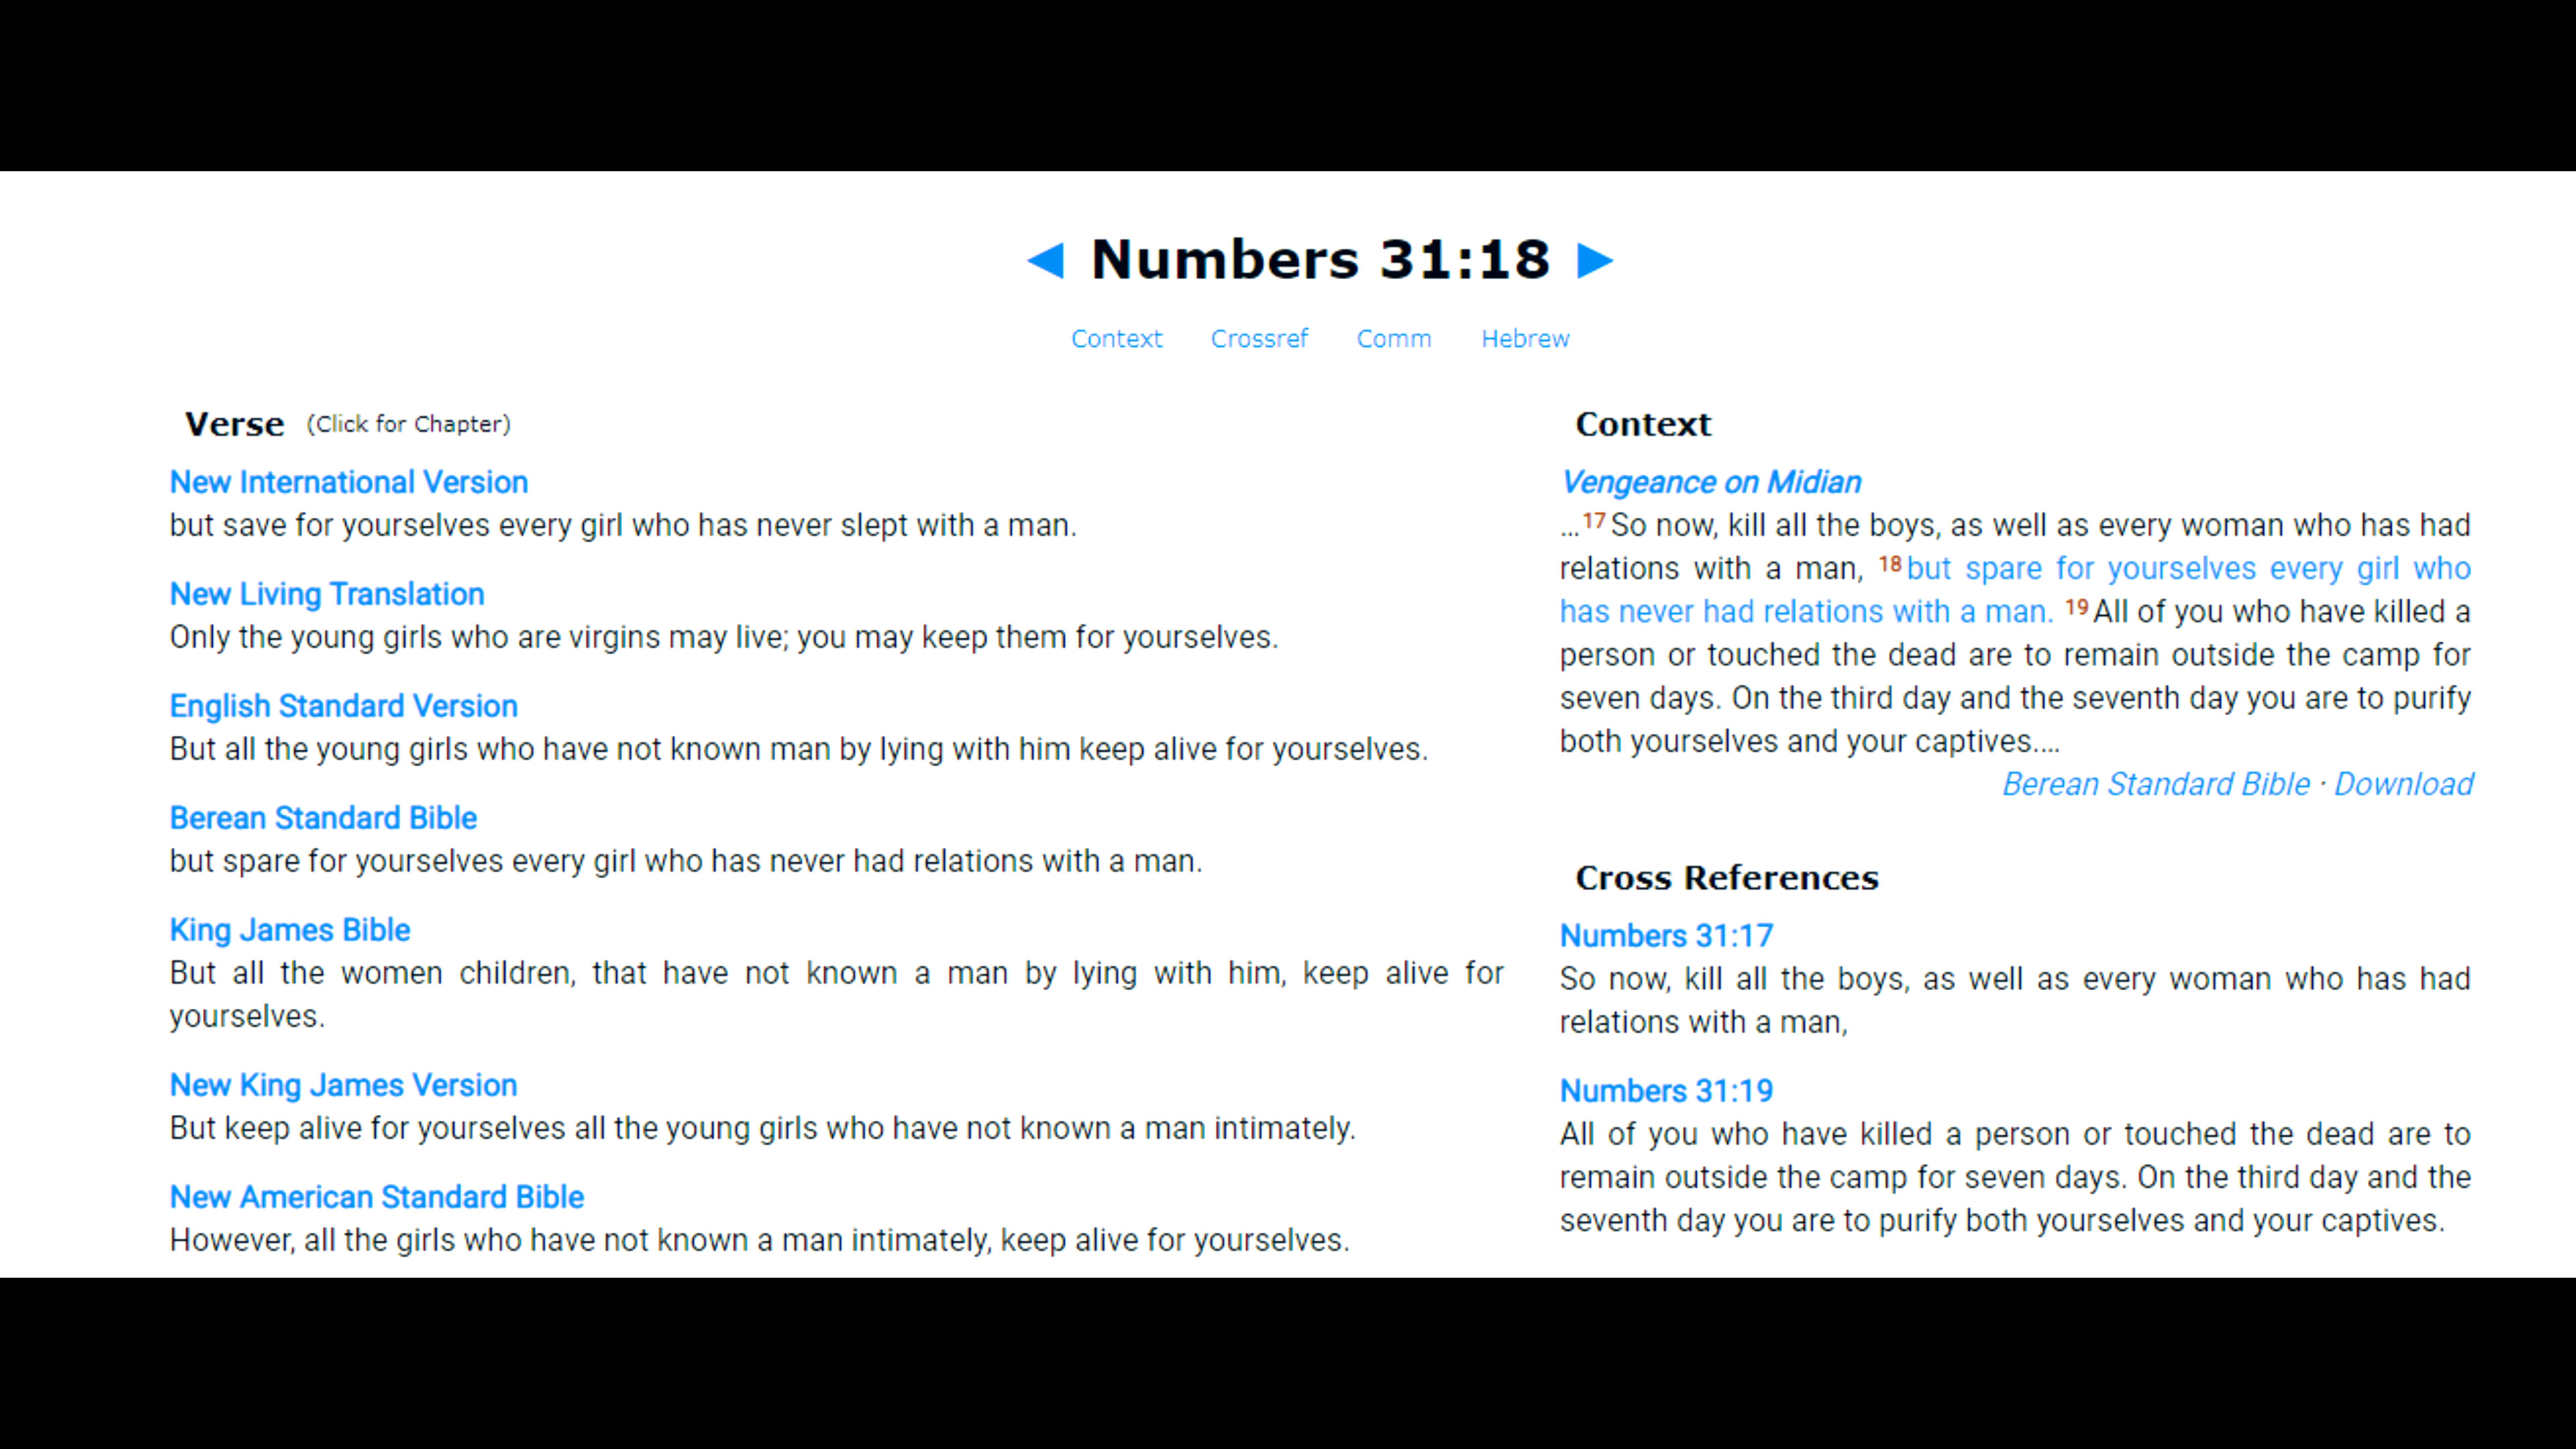 ◄ Numbers 31:18 ►
Context Crossref Comm Hebrew
Verse (Click for Chapter)
New International Version
but save for yourselves every girl who has never slept with a man.
New Living Translation
Only the young girls who are virgins may live; you may keep them for yourselves.
English Standard Version
But all the young girls who have not known man by lying with him keep alive for yourselves.
Berean Standard Bible
but spare for yourselves every girl who has never had relations with a man.
King James Bible
But all the women children, that have not known a man by lying with him, keep alive for
yourselves.
New King James Version
But keep alive for yourselves all the young girls who have not known a man intimately.
New American Standard Bible
However, all the girls who have not known a man intimately, keep alive for yourselves.
Context
Vengeance on Midian
…17 So now, kill all the boys, as well as every woman who has had
relations with a man, 18 but spare for yourselves every girl who
has never had relations with a man. 19 All of you who have killed a
person or touched the dead are to remain outside the camp for
seven days. On the third day and the seventh day you are to purify
both yourselves and your captives.…
Berean Standard Bible · Download
Cross References
Numbers 31:17
So now, kill all the boys, as well as every woman who has had
relations with a man,
Numbers 31:19
All of you who have killed a person or touched the dead are to
remain outside the camp for seven days. On the third day and the
seventh day you are to purify both yourselves and your captives.